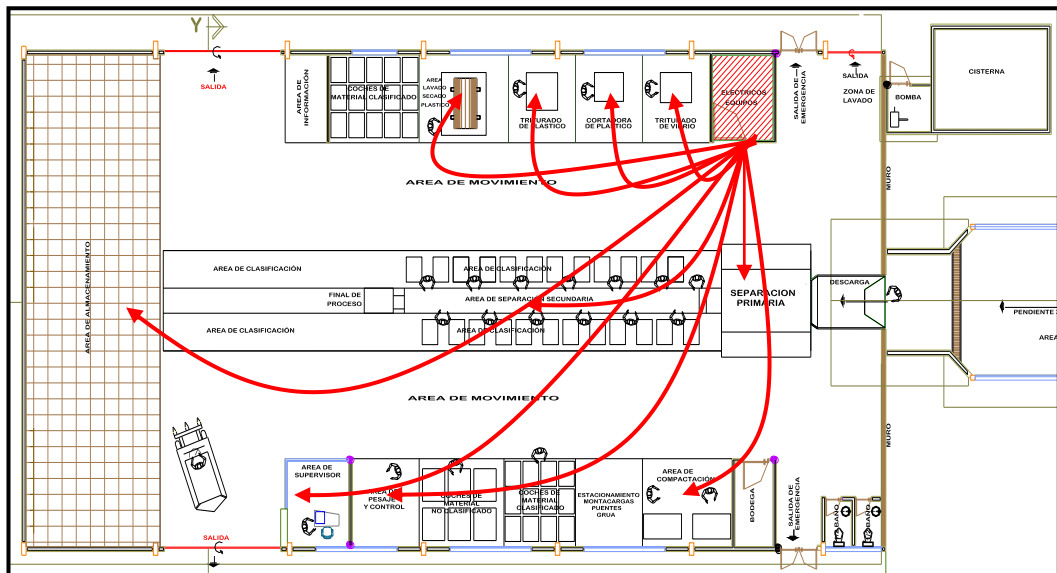 Y
SALIDA
AREA DE
INFORMACIÓN
COCHES DE
MATERIAL CLASIFICADO
AREA
LAVADO
SECADO
PLASTICO
TRITURADO
DE PLASTICO
CORTADORA
DE PLASTICO
TRITURADO
DE VIDRIO
ELECTRICOS
EQUIPOS
SALIDA DE
EMERGENCIA
SALIDA
ZONA DE
LAVADO
BOMBA
CISTERNA
AREA DE MOVIMIENTO
MURO
AREA DE ALMACENAMIENTO
AREA DE CLASIFICACIÓN
AREA DE CLASIFICACIÓN
FINAL DE
PROCESO
AREA DE SEPARACION SECUNDARIA
SEPARACION
PRIMARIA
DESCARGA
PENDIENTE
AREA
AREA DE CLASIFICACIÓN
AREA DE CLASIFICACIÓN
AREA DE MOVIMIENTO
MURO
AREA DE
SUPERVISOR
AREA DE
PESAJE
Y CONTROL
COCHES DE
MATERIAL
NO CLASIFICADO
COCHES DE
MATERIAL
CLASIFICADO
ESTACIONAMIENTO
MONTACARGAS
PUENTES
GRUA
AREA DE
COMPACTACIÓN
BODEGA
SALIDA DE
EMERGENCIA
BAÑO
BAÑO
SALIDA